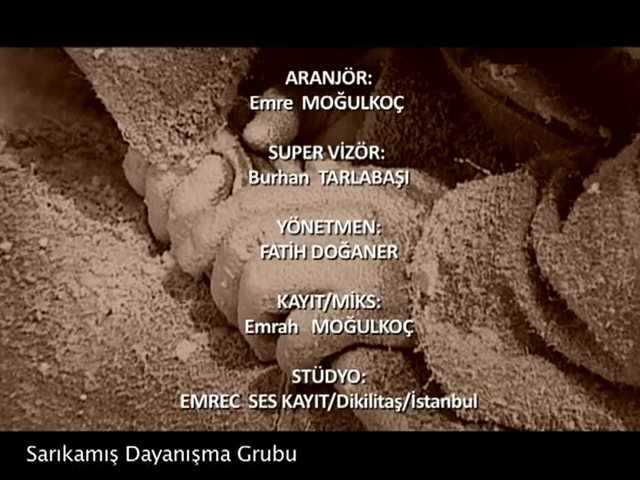 ARANJÖR:
Emre MOĞULKOÇ
SUPER VİZÖR:
Burhan TARLABAŞI
YÖNETMEN:
FATİH DOĞANER
KAYIT/MİKS:
Emrah MOĞULKOÇ
STÜDYO:
EMREC SES KAYIT/Dikilitaş/İstanbul
Sarıkamış Dayanışma Grubu